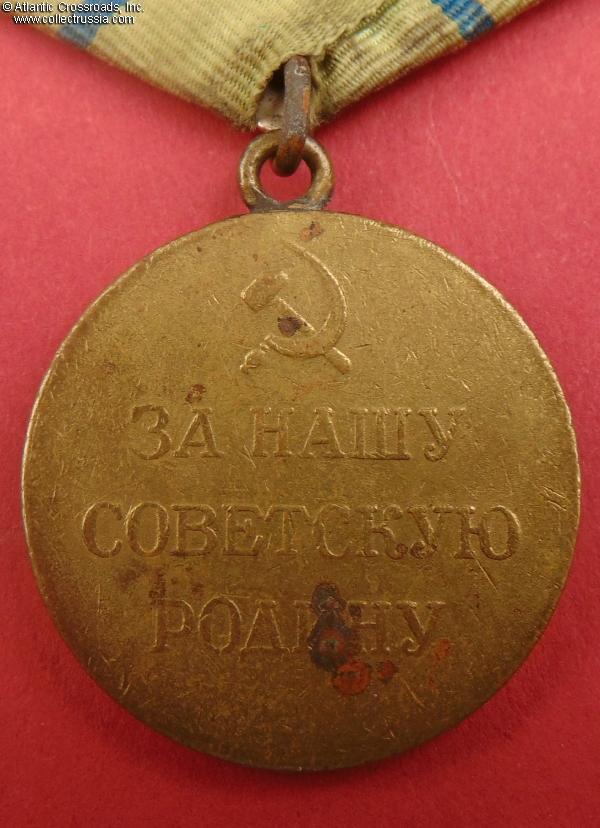 © Atlantic Crossroads, Inc.
www.collectrussia.com
ЗА НАШУ
СОВЕТСКУЮ
РОДИНУ